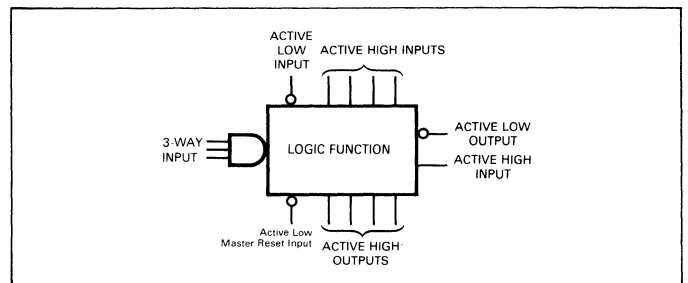 ACTIVE
LOW
INPUT
ACTIVE HIGH INPUTS
3-WAY
INPUT
LOGIC FUNCTION
ACTIVE LOW
OUTPUT
ACTIVE HIGH
INPUT
Active Low
Master Reset Input
ACTIVE HIGH
OUTPUTS